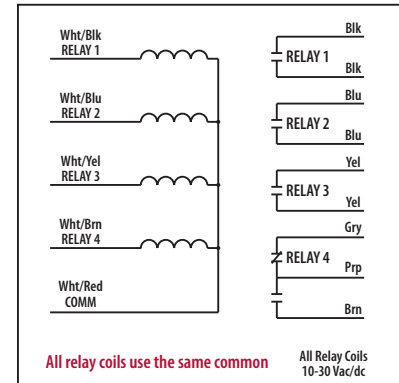 Wht/Blk
RELAY 1
Wht/Blu
RELAY 2
Wht/Yel
RELAY 3
Wht/Brn
RELAY 4
Wht/Red
COMM
Blk
RELAY 1
Blk
Blu
RELAY 2
Blu
Yel
RELAY 3
Yel
Gry
RELAY 4
Prp
Brn
All relay coils use the same common
All Relay Coils
10-30 Vac/dc